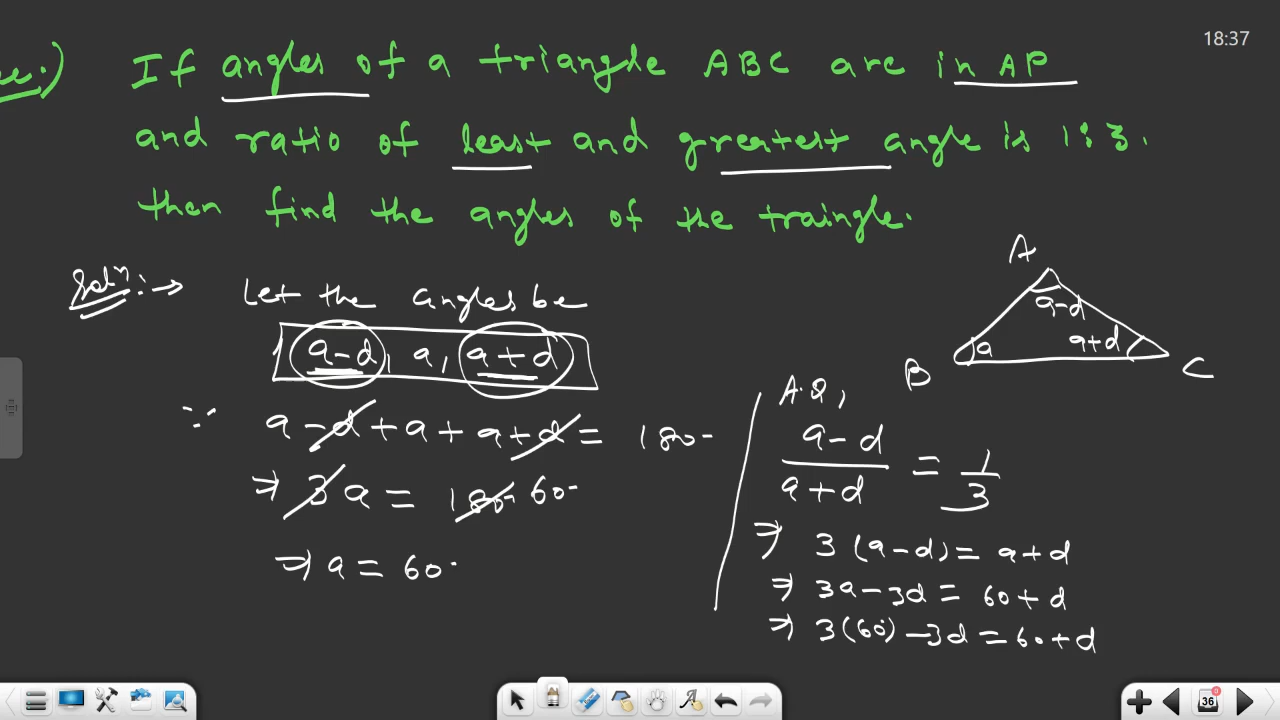 18:37
If angles of a triangle ABC are in AP
and ratio of least and greatest angle is 1:3.
then find the angles of the traingle.
Solⁿ :→ Let the angles be
a-d, a, a+d
∵ a-d+a+a+d = 180°
⇒ 3a = 180° 60°
⇒ a = 60°
A
a-d
B a a+d C
A.Q,
a-d/a+d = 1/3
⇒ 3(a-d) = a+d
⇒ 3a-3d = 60+d
⇒ 3(60)-3d = 60+d
36
0